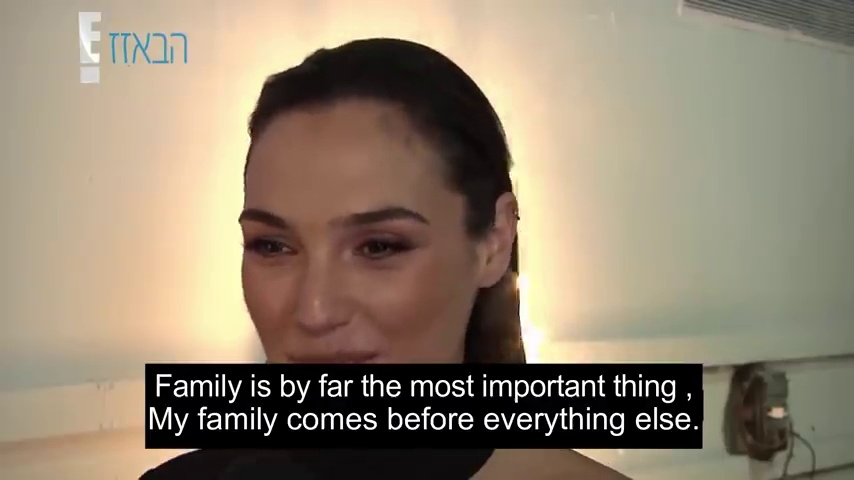 E! הבאזז
Family is by far the most important thing ,
My family comes before everything else.